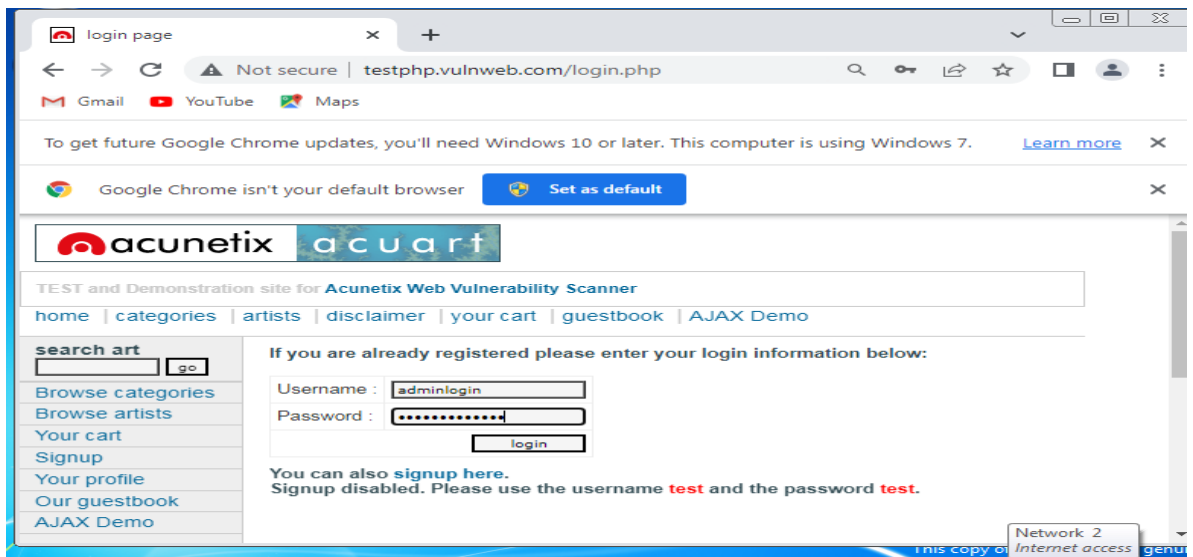 login page
Not secure | testphp.vulnweb.com/login.php
Gmail YouTube Maps
To get future Google Chrome updates, you'll need Windows 10 or later. This computer is using Windows 7. Learn more
Google Chrome isn't your default browser Set as default
acunetix acuart
TEST and Demonstration site for Acunetix Web Vulnerability Scanner
home | categories | artists | disclaimer | your cart | guestbook | AJAX Demo
search art
go
Browse categories
Browse artists
Your cart
Signup
Your profile
Our guestbook
AJAX Demo
If you are already registered please enter your login information below:
Username : adminlogin
Password : •••••••••••••
login
You can also signup here.
Signup disabled. Please use the username test and the password test.
Network 2
Internet access
This copy of